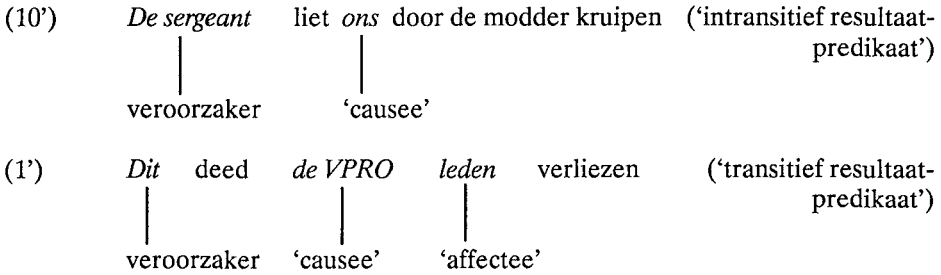 (10’) De sergeant liet ons door de modder kruipen (‘intransitief resultaat-
predikaat’)
veroorzaker ‘causee’
(1’) Dit deed de VPRO leden verliezen (‘transitief resultaat-
predikaat’)
veroorzaker ‘causee’ ‘affectee’